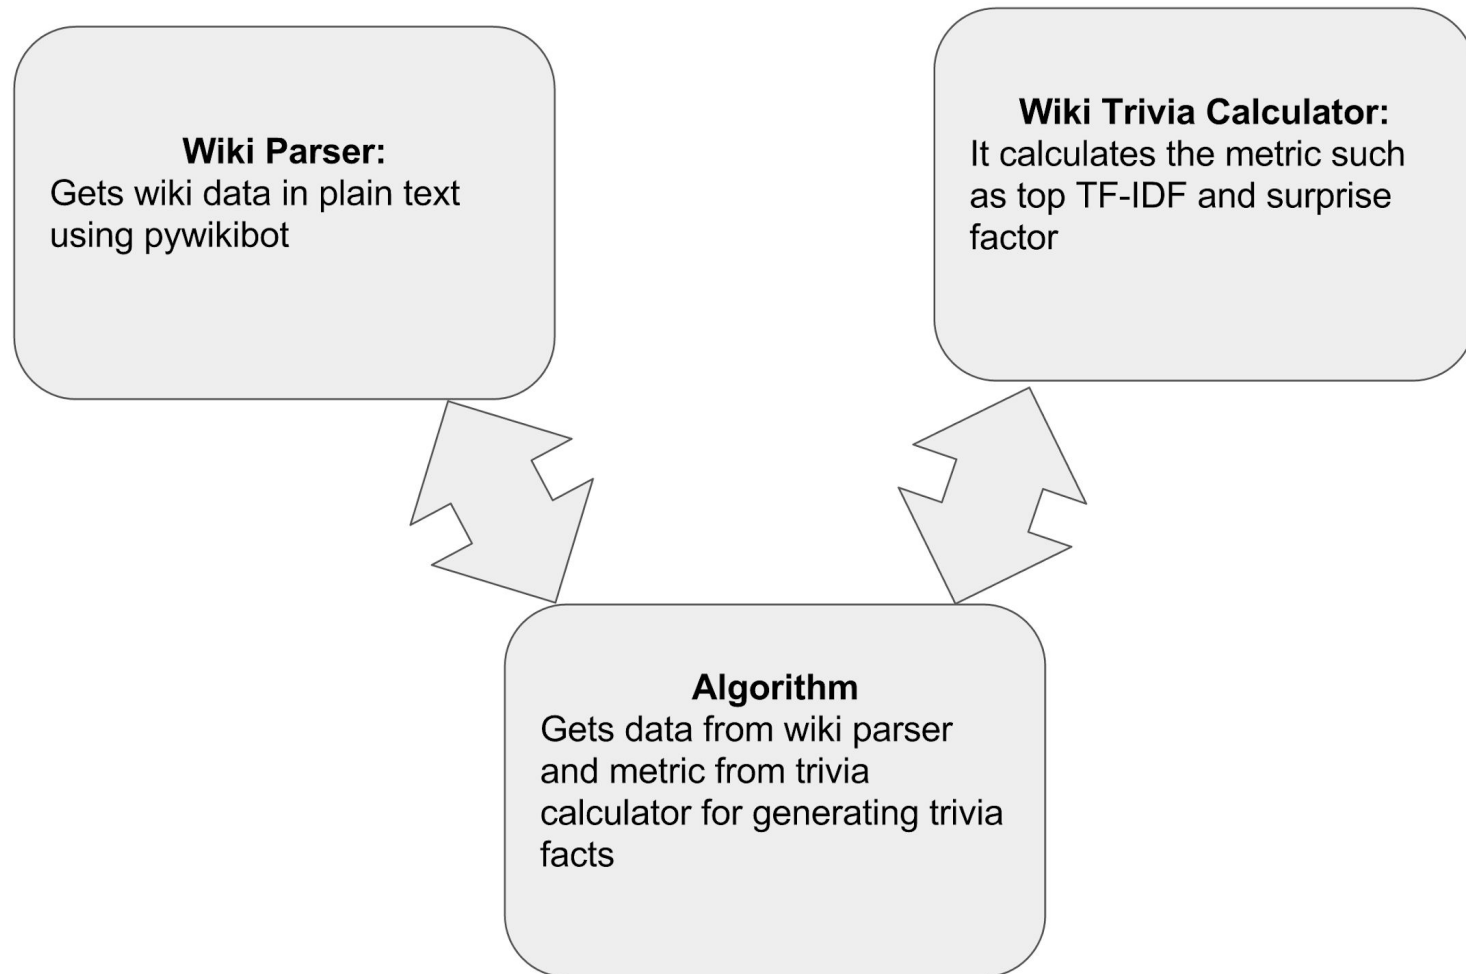 Wiki Parser:
Gets wiki data in plain text
using pywikibot
Wiki Trivia Calculator:
It calculates the metric such
as top TF-IDF and surprise
factor
Algorithm
Gets data from wiki parser
and metric from trivia
calculator for generating trivia
facts